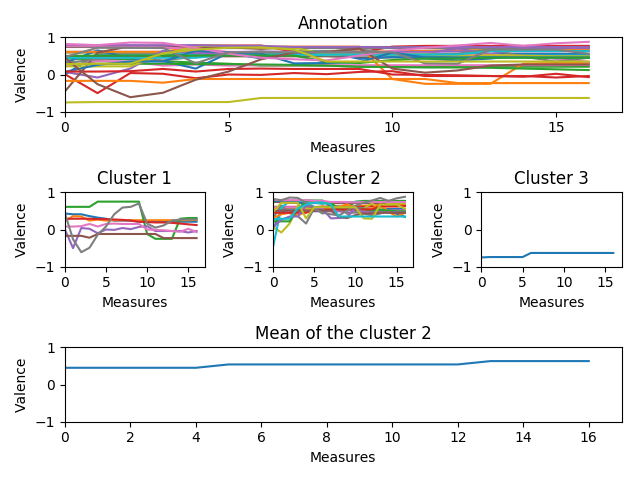 Annotation
Valence
1
0
-1
0 5 10 15
Measures
Cluster 1
Valence
1
0
-1
0 5 10 15
Measures
Cluster 2
Valence
1
0
-1
0 5 10 15
Measures
Cluster 3
Valence
1
0
-1
0 5 10 15
Measures
Mean of the cluster 2
Valence
1
0
-1
0 2 4 6 8 10 12 14 16
Measures